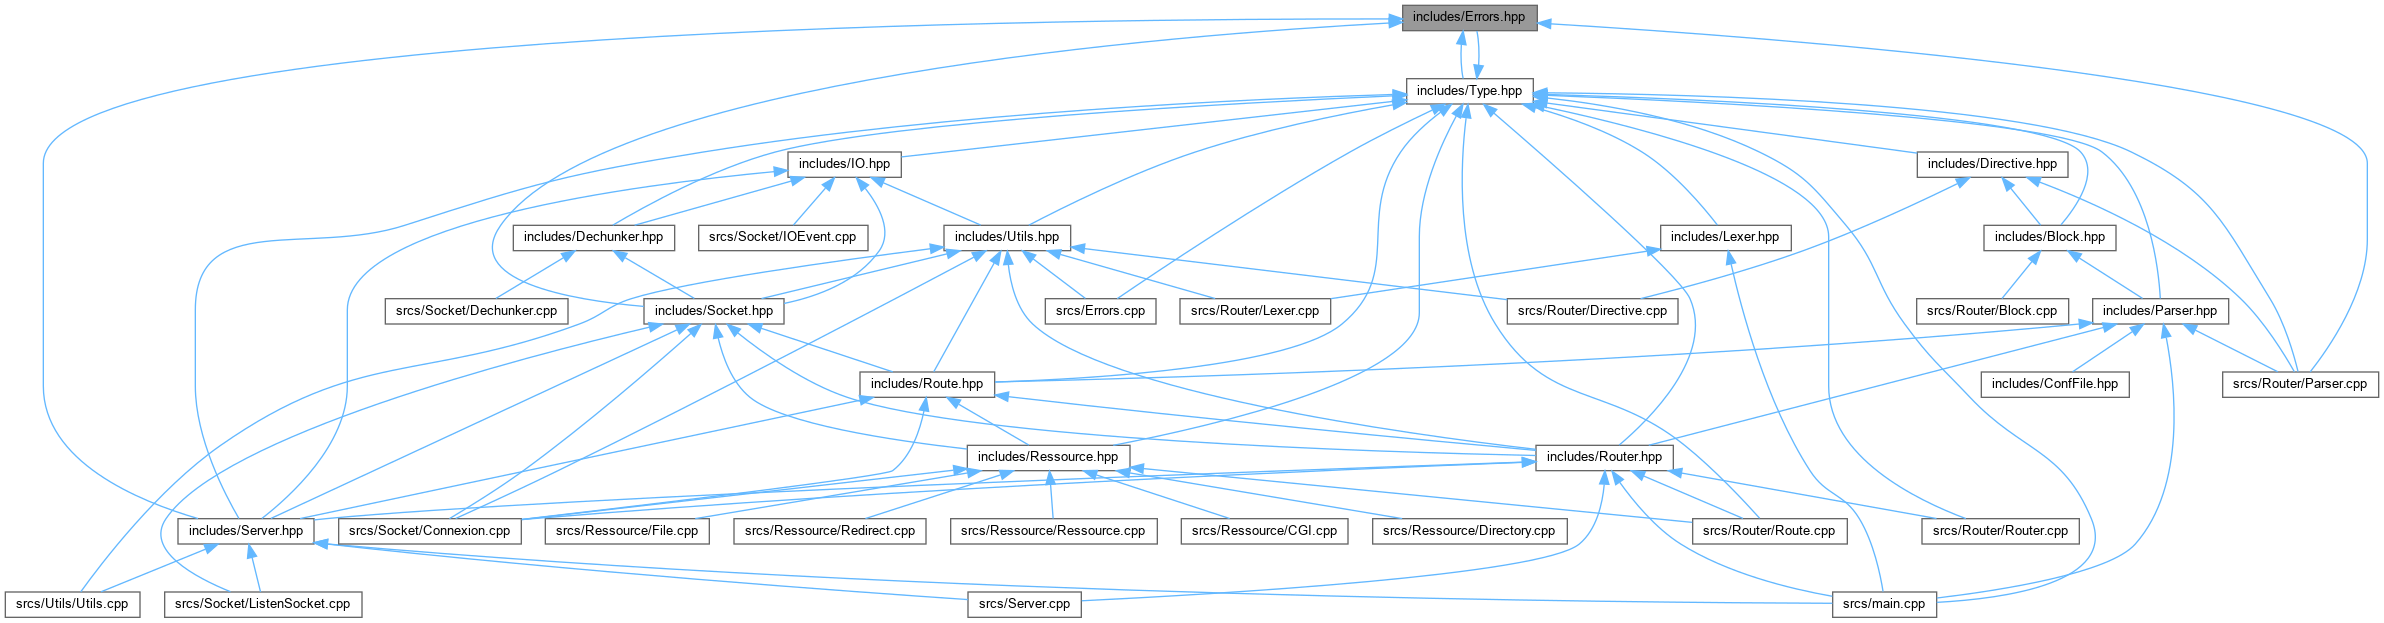 includes/Errors.hpp
includes/Type.hpp
includes/IO.hpp
includes/Directive.hpp
includes/Dechunker.hpp
srcs/Socket/IOEvent.cpp
includes/Utils.hpp
includes/Lexer.hpp
includes/Block.hpp
srcs/Socket/Dechunker.cpp
includes/Socket.hpp
srcs/Errors.cpp
srcs/Router/Lexer.cpp
srcs/Router/Directive.cpp
srcs/Router/Block.cpp
includes/Parser.hpp
includes/Route.hpp
includes/ConfFile.hpp
srcs/Router/Parser.cpp
includes/Ressource.hpp
includes/Router.hpp
includes/Server.hpp
srcs/Socket/Connexion.cpp
srcs/Ressource/File.cpp
srcs/Ressource/Redirect.cpp
srcs/Ressource/Ressource.cpp
srcs/Ressource/CGI.cpp
srcs/Ressource/Directory.cpp
srcs/Router/Route.cpp
srcs/Router/Router.cpp
srcs/Utils/Utils.cpp
srcs/Socket/ListenSocket.cpp
srcs/Server.cpp
srcs/main.cpp